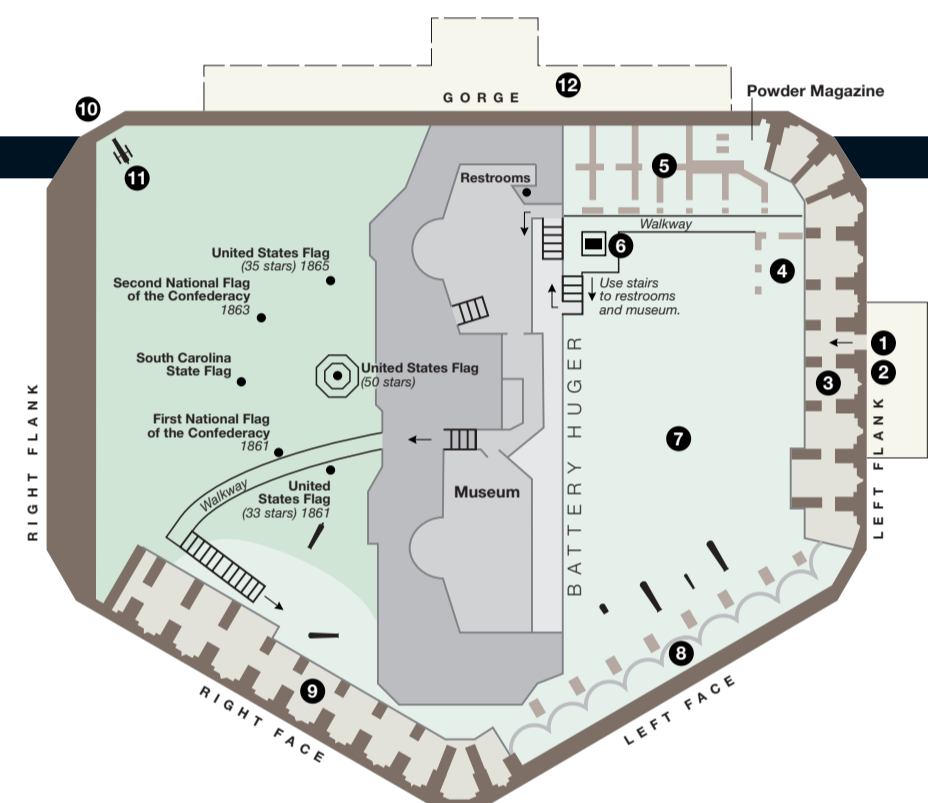 12
GORGE
Powder Magazine
10
11
5
Restrooms
Walkway
6
4
United States Flag
(35 stars) 1865
Second National Flag
of the Confederacy
1863
Use stairs
to restrooms
and museum.
1
2
3
South Carolina
State Flag
United States Flag
(50 stars)
RIGHT FLANK
LEFT FLANK
BATTERY HUGER
7
First National Flag
of the Confederacy
1861
Walkway
United
States Flag
(33 stars) 1861
Museum
8
9
RIGHT FACE
LEFT FACE